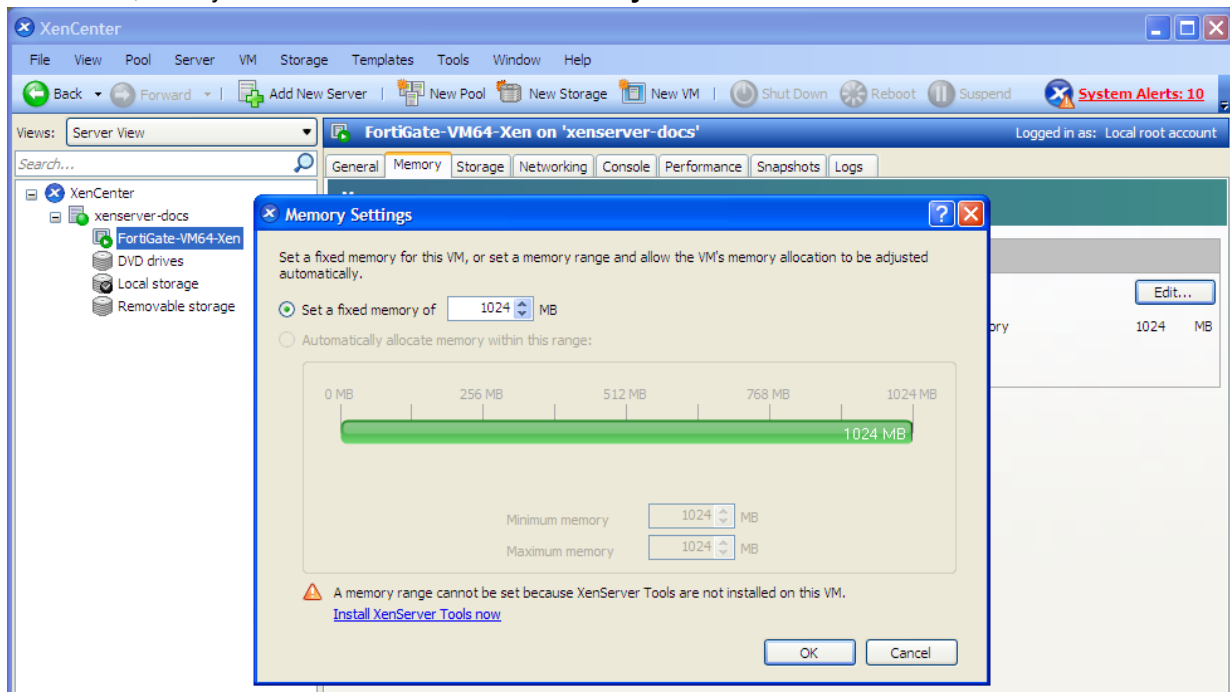 XenCenter
File View Pool Server VM Storage Templates Tools Window Help
Back Forward Add New Server New Pool New Storage New VM Shut Down Reboot Suspend System Alerts: 10
Views: Server View FortiGate-VM64-Xen on 'xenserver-docs' Logged in as: Local root account
Search... General Memory Storage Networking Console Performance Snapshots Logs
XenCenter
xenserver-docs
FortiGate-VM64-Xen
DVD drives
Local storage
Removable storage
Memory Settings
Set a fixed memory for this VM, or set a memory range and allow the VM's memory allocation to be adjusted
automatically.
Set a fixed memory of 1024 MB
Automatically allocate memory within this range:
0 MB 256 MB 512 MB 768 MB 1024 MB
1024 MB
Minimum memory 1024 MB
Maximum memory 1024 MB
A memory range cannot be set because XenServer Tools are not installed on this VM.
Install XenServer Tools now
OK Cancel
Edit...
ory 1024 MB